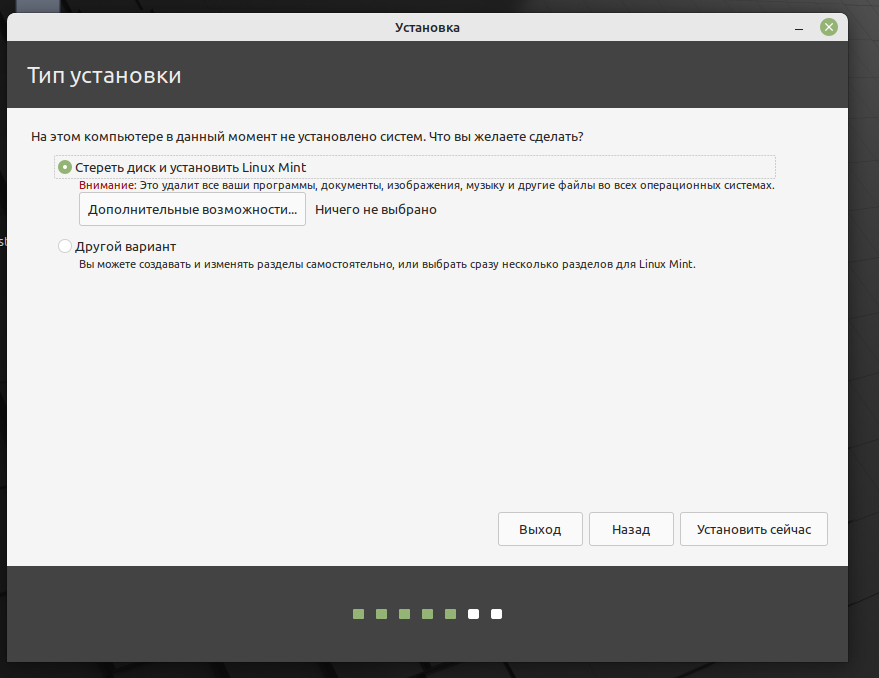 Установка
Тип установки
На этом компьютере в данный момент не установлено систем. Что вы желаете сделать?
Стереть диск и установить Linux Mint
Внимание: Это удалит все ваши программы, документы, изображения, музыку и другие файлы во всех операционных системах.
Дополнительные возможности... Ничего не выбрано
Другой вариант
Вы можете создавать и изменять разделы самостоятельно, или выбрать сразу несколько разделов для Linux Mint.
Выход Назад Установить сейчас